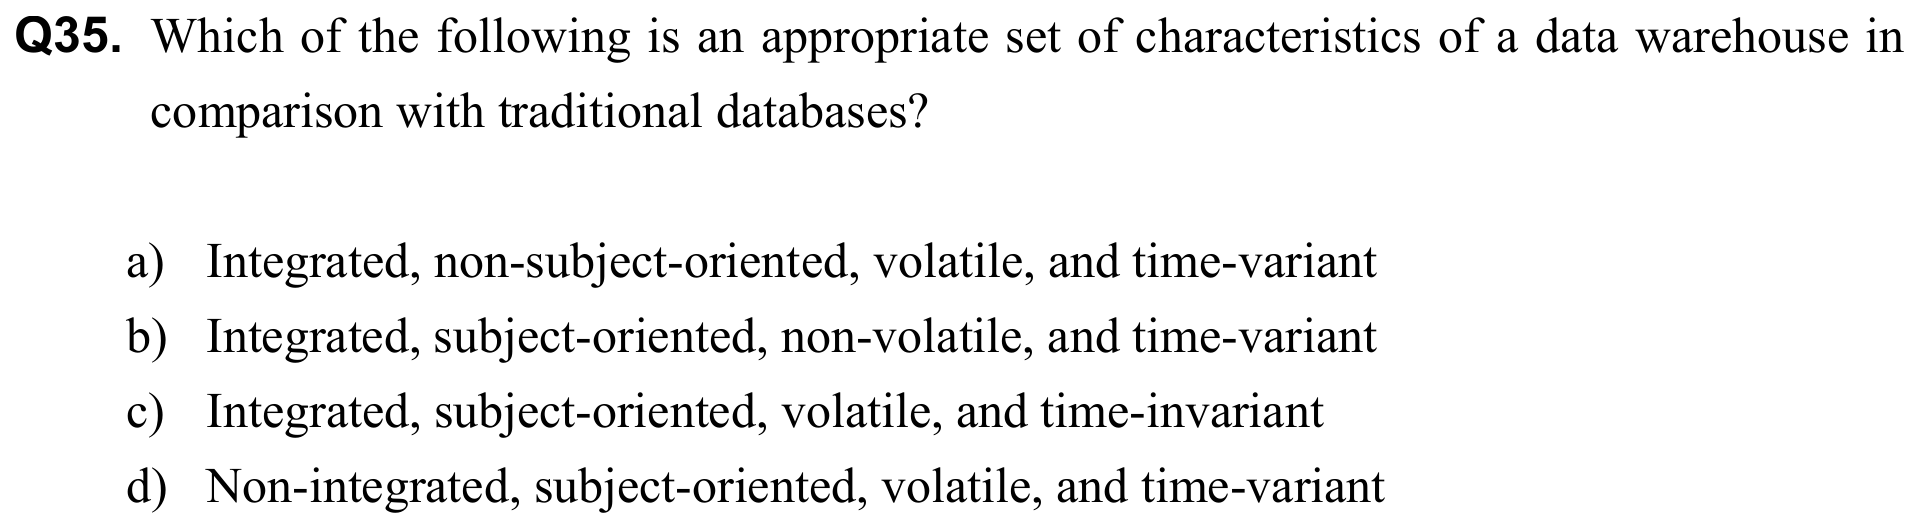 Q35. Which of the following is an appropriate set of characteristics of a data warehouse in
comparison with traditional databases?
a) Integrated, non-subject-oriented, volatile, and time-variant
b) Integrated, subject-oriented, non-volatile, and time-variant
c) Integrated, subject-oriented, volatile, and time-invariant
d) Non-integrated, subject-oriented, volatile, and time-variant